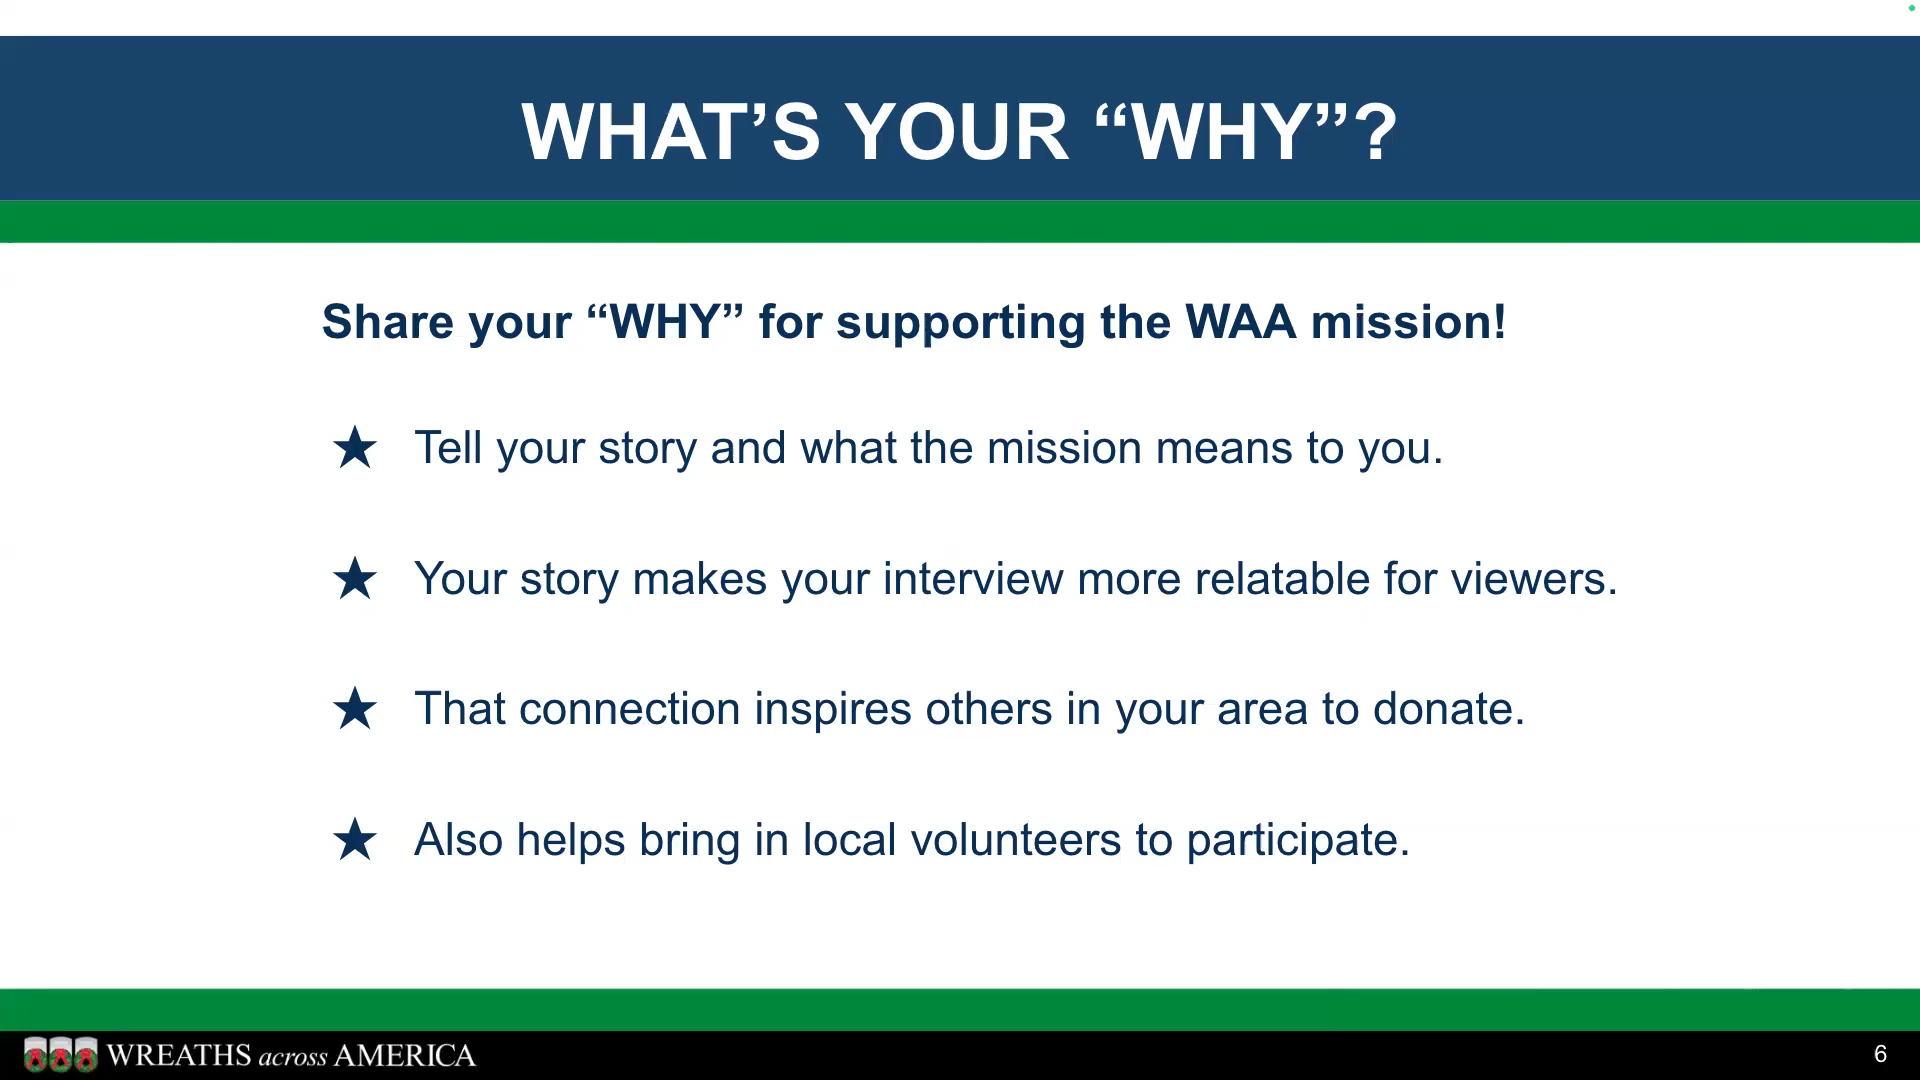 WHAT’S YOUR “WHY”?
Share your “WHY” for supporting the WAA mission!
★ Tell your story and what the mission means to you.
★ Your story makes your interview more relatable for viewers.
★ That connection inspires others in your area to donate.
★ Also helps bring in local volunteers to participate.
WREATHS across AMERICA
6